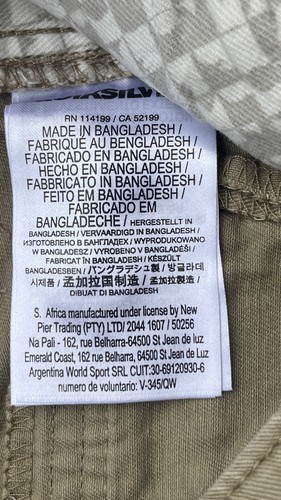 QUIKSILVER
RN 114199 / CA 52199
MADE IN BANGLADESH /
FABRIQUÉ AU BENGLADESH /
FABRICADO EN BANGLADESH /
HECHO EN BANGLADESH /
FABBRICATO IN BANGLADESH /
FEITO EM BANGLADESH /
FABRICADO EM
BANGLADECHE / HERGESTELLT IN
BANGLADESH / VERVAARDIGD IN BANGLADESH /
ИЗГОТОВЛЕНО В БАНГЛАДЕХ / WYPRODUKOWANO
W BANGLADESZ / VYROBENO V BANGLADÉŠI /
FABRICAT ÎN BANGLADESH / KÉSZÜLT
BANGLADESBEN / バングラデシュ製 / 방글라데
시제품 / 孟加拉国制造 / 孟加拉製造 /
DIBUAT DI BANGLADESH
S. Africa manufactured under license by New
Pier Trading (PTY) LTD/ 2044 1607 / 50256
Na Pali - 162, rue Belharra, 64500 St Jean de Luz
Emerald Coast, 162 rue Belharra, 64500 St Jean de Luz
Argentina World Sport SRL CUIT:30-69120930-6
numero de voluntario: V-345/QW